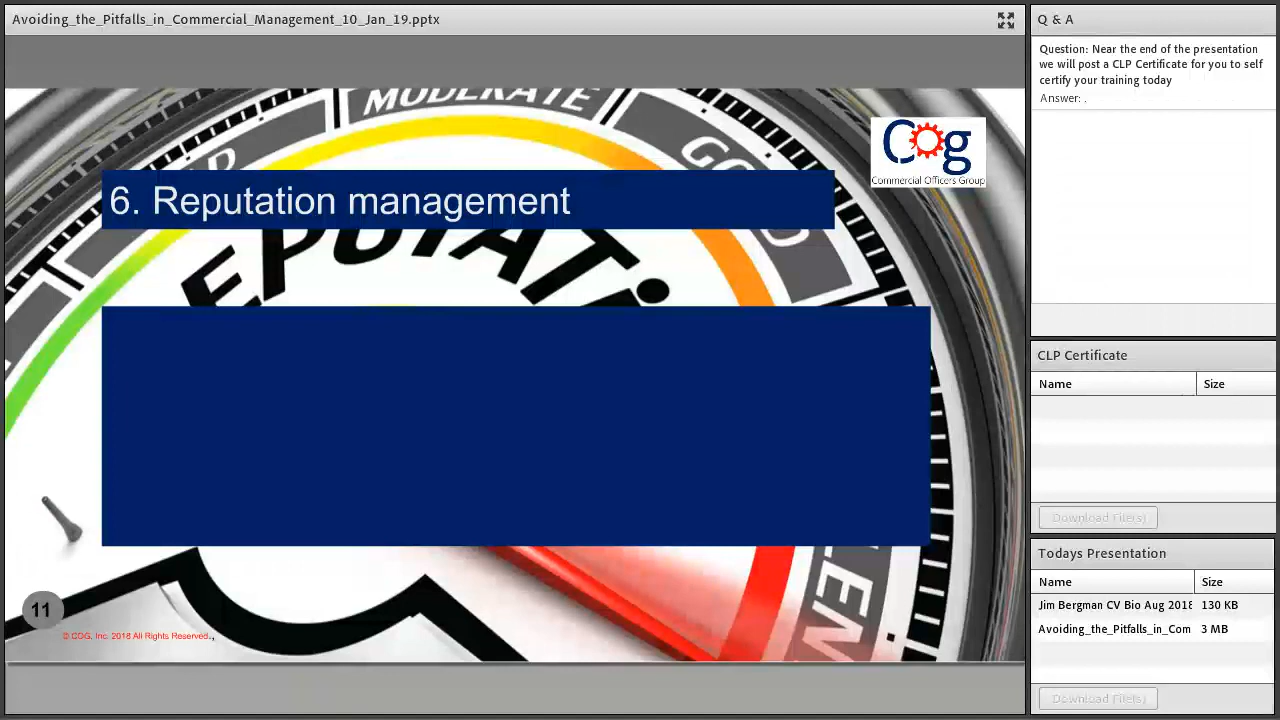 Avoiding_the_Pitfalls_in_Commercial_Management_10_Jan_19.pptx
MODERATE
Cog
Commercial Officers Group
6. Reputation management
11
© COG, Inc. 2018 All Rights Reserved.,
Q & A
Question: Near the end of the presentation
we will post a CLP Certificate for you to self
certify your training today
Answer: .
CLP Certificate
Name Size
Download File(s)
Todays Presentation
Name Size
Jim Bergman CV Bio Aug 2018 130 KB
Avoiding_the_Pitfalls_in_Com 3 MB
Download File(s)